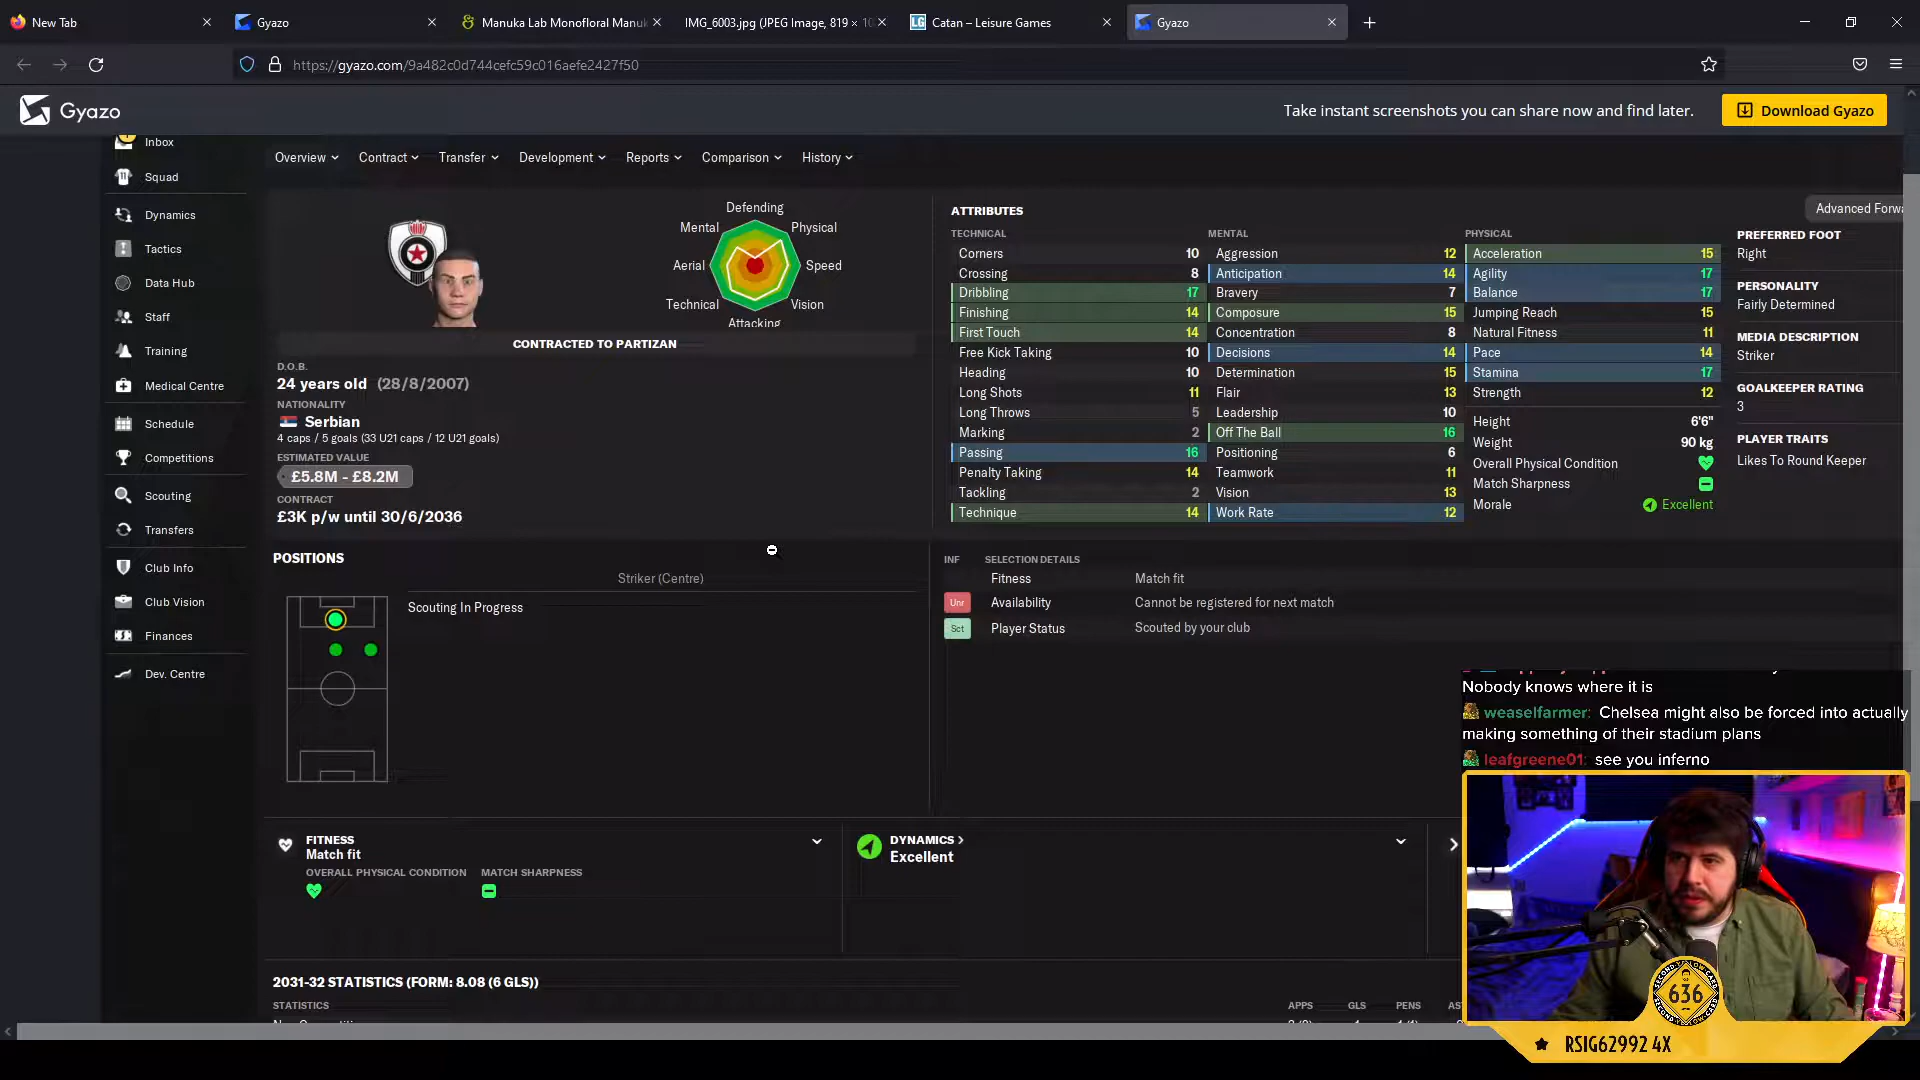 New Tab
Gyazo
Manuka Lab Monofloral Manuk
IMG_6003.jpg (JPEG Image, 819 × 10
Catan – Leisure Games
Gyazo
https://gyazo.com/9a482c0d744cefc59c016aefe2427f50
Gyazo
Take instant screenshots you can share now and find later.
Download Gyazo
Inbox
Squad
Dynamics
Tactics
Data Hub
Staff
Training
Medical Centre
Schedule
Competitions
Scouting
Transfers
Club Info
Club Vision
Finances
Dev. Centre
Overview
Contract
Transfer
Development
Reports
Comparison
History
Defending
Mental
Physical
Aerial
Speed
Technical
Vision
Attacking
CONTRACTED TO PARTIZAN
D.O.B.
24 years old (28/8/2007)
NATIONALITY
Serbian
4 caps / 5 goals (33 U21 caps / 12 U21 goals)
ESTIMATED VALUE
£5.8M - £8.2M
CONTRACT
£3K p/w until 30/6/2036
ATTRIBUTES
Advanced Forwa
TECHNICAL
Corners 10
Crossing 8
Dribbling 17
Finishing 14
First Touch 14
Free Kick Taking 10
Heading 10
Long Shots 11
Long Throws 5
Marking 2
Passing 16
Penalty Taking 14
Tackling 2
Technique 14
MENTAL
Aggression 12
Anticipation 14
Bravery 7
Composure 15
Concentration 8
Decisions 14
Determination 15
Flair 13
Leadership 10
Off The Ball 16
Positioning 6
Teamwork 11
Vision 13
Work Rate 12
PHYSICAL
Acceleration 15
Agility 17
Balance 17
Jumping Reach 15
Natural Fitness 11
Pace 14
Stamina 17
Strength 12
Height 6'6"
Weight 90 kg
Overall Physical Condition
Match Sharpness
Morale Excellent
PREFERRED FOOT
Right
PERSONALITY
Fairly Determined
MEDIA DESCRIPTION
Striker
GOALKEEPER RATING
3
PLAYER TRAITS
Likes To Round Keeper
POSITIONS
Striker (Centre)
Scouting In Progress
INF SELECTION DETAILS
Fitness Match fit
Unr Availability Cannot be registered for next match
Sct Player Status Scouted by your club
FITNESS
Match fit
OVERALL PHYSICAL CONDITION MATCH SHARPNESS
DYNAMICS
Excellent
2031-32 STATISTICS (FORM: 8.08 (6 GLS))
STATISTICS APPS GLS PENS AS
Nobody knows where it is
weaselfarmer: Chelsea might also be forced into actually
making something of their stadium plans
leafgreene01: see you inferno
636
RSIG62992 4X